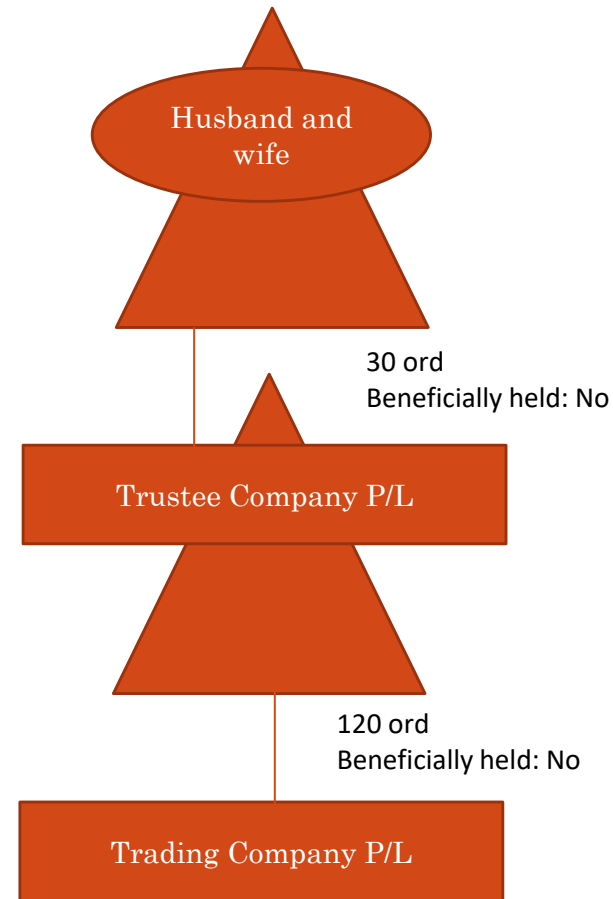 Husband and
wife
30 ord
Beneficially held: No
Trustee Company P/L
120 ord
Beneficially held: No
Trading Company P/L